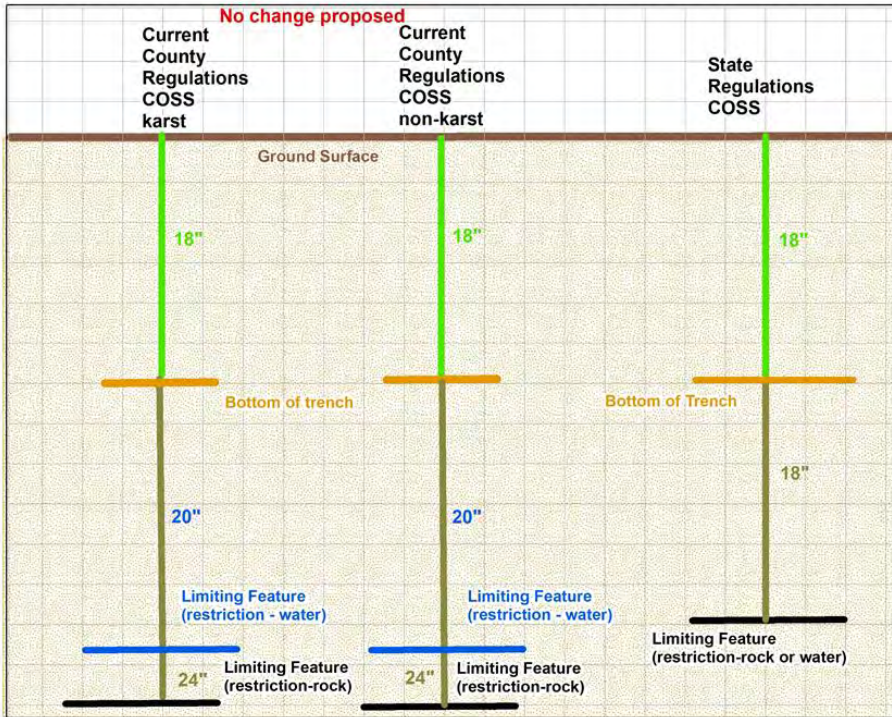 No change proposed
Current
County
Regulations
COSS
karst
Current
County
Regulations
COSS
non-karst
State
Regulations
COSS
Ground Surface
18"
18"
18"
Bottom of trench
Bottom of Trench
18"
20"
20"
Limiting Feature
(restriction - water)
Limiting Feature
(restriction - water)
Limiting Feature
(restriction-rock or water)
24"
Limiting Feature
(restriction-rock)
24"
Limiting Feature
(restriction-rock)